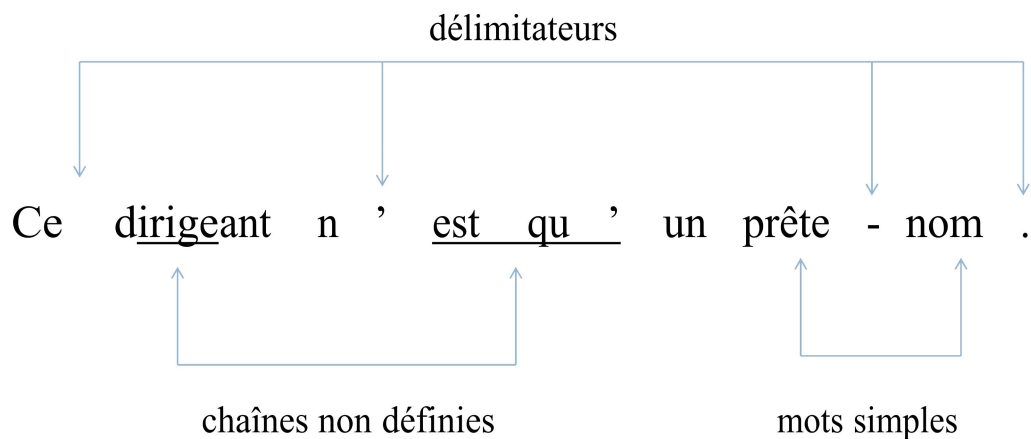 délimitateurs
Ce dirigeant n ’ est qu ’ un prête - nom .
chaînes non définies
mots simples